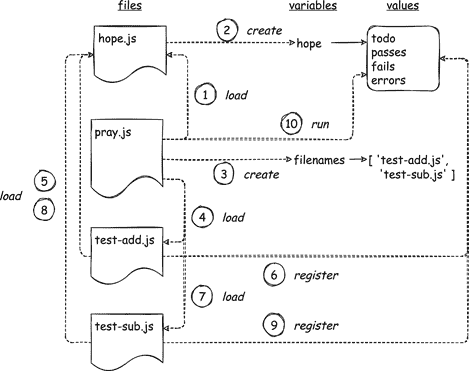 files variables values
hope.js 2 create hope todo
passes
fails
errors
1 load
pray.js 10 run
3 create filenames [ 'test-add.js',
'test-sub.js' ]
5
load
8
4 load
test-add.js
6 register
7 load
test-sub.js 9 register